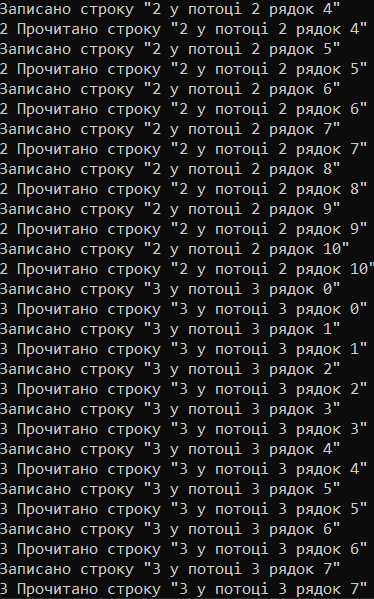 Записано строку "2 у потоці 2 рядок 4"
2 Прочитано строку "2 у потоці 2 рядок 4"
Записано строку "2 у потоці 2 рядок 5"
2 Прочитано строку "2 у потоці 2 рядок 5"
Записано строку "2 у потоці 2 рядок 6"
2 Прочитано строку "2 у потоці 2 рядок 6"
Записано строку "2 у потоці 2 рядок 7"
2 Прочитано строку "2 у потоці 2 рядок 7"
Записано строку "2 у потоці 2 рядок 8"
2 Прочитано строку "2 у потоці 2 рядок 8"
Записано строку "2 у потоці 2 рядок 9"
2 Прочитано строку "2 у потоці 2 рядок 9"
Записано строку "2 у потоці 2 рядок 10"
2 Прочитано строку "2 у потоці 2 рядок 10"
Записано строку "3 у потоці 3 рядок 0"
3 Прочитано строку "3 у потоці 3 рядок 0"
Записано строку "3 у потоці 3 рядок 1"
3 Прочитано строку "3 у потоці 3 рядок 1"
Записано строку "3 у потоці 3 рядок 2"
3 Прочитано строку "3 у потоці 3 рядок 2"
Записано строку "3 у потоці 3 рядок 3"
3 Прочитано строку "3 у потоці 3 рядок 3"
Записано строку "3 у потоці 3 рядок 4"
3 Прочитано строку "3 у потоці 3 рядок 4"
Записано строку "3 у потоці 3 рядок 5"
3 Прочитано строку "3 у потоці 3 рядок 5"
Записано строку "3 у потоці 3 рядок 6"
3 Прочитано строку "3 у потоці 3 рядок 6"
Записано строку "3 у потоці 3 рядок 7"
3 Прочитано строку "3 у потоці 3 рядок 7"